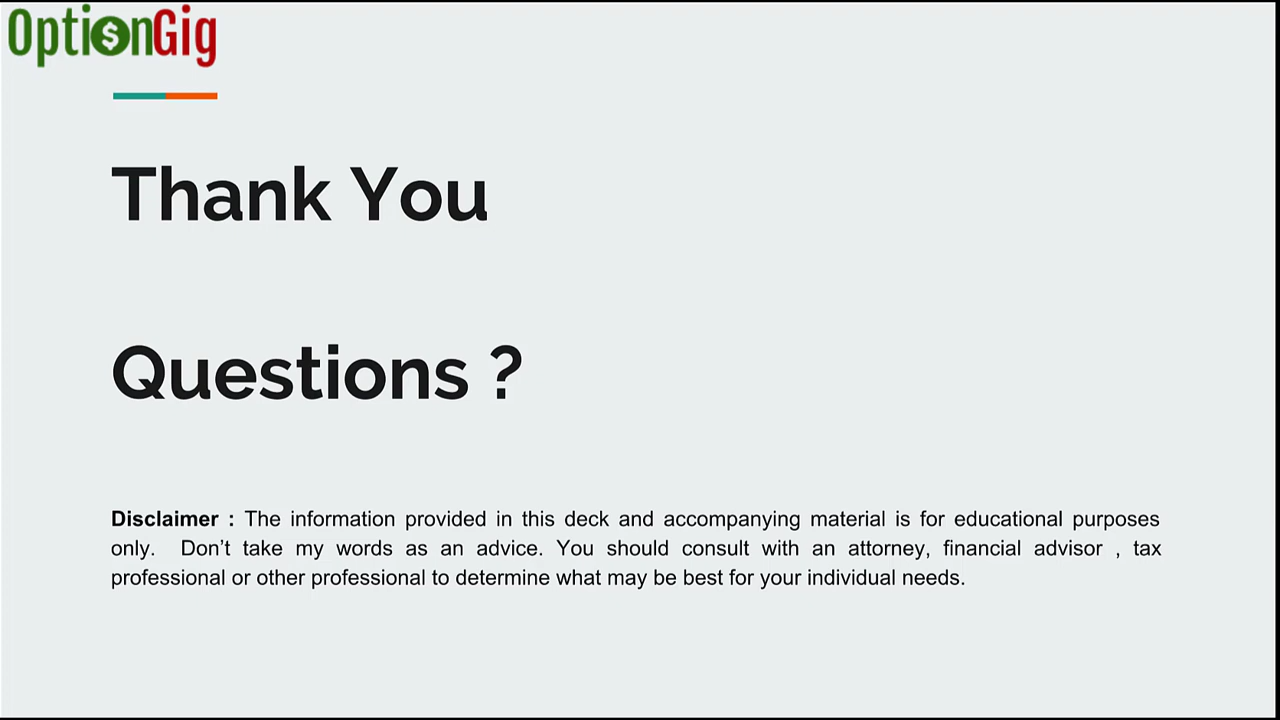 OptionGig
Thank You
Questions ?
Disclaimer : The information provided in this deck and accompanying material is for educational purposes
only. Don’t take my words as an advice. You should consult with an attorney, financial advisor , tax
professional or other professional to determine what may be best for your individual needs.